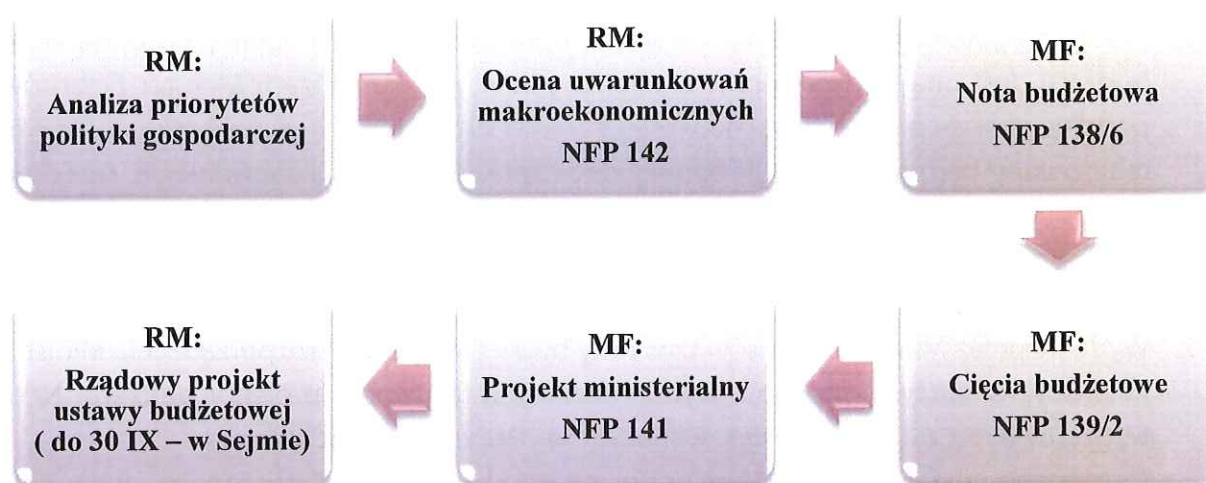 RM:
Analiza priorytetów
polityki gospodarczej
RM:
Ocena uwarunkowań
makroekonomicznych
NFP 142
MF:
Nota budżetowa
NFP 138/6
MF:
Cięcia budżetowe
NFP 139/2
MF:
Projekt ministerialny
NFP 141
RM:
Rządowy projekt
ustawy budżetowej
( do 30 IX – w Sejmie)